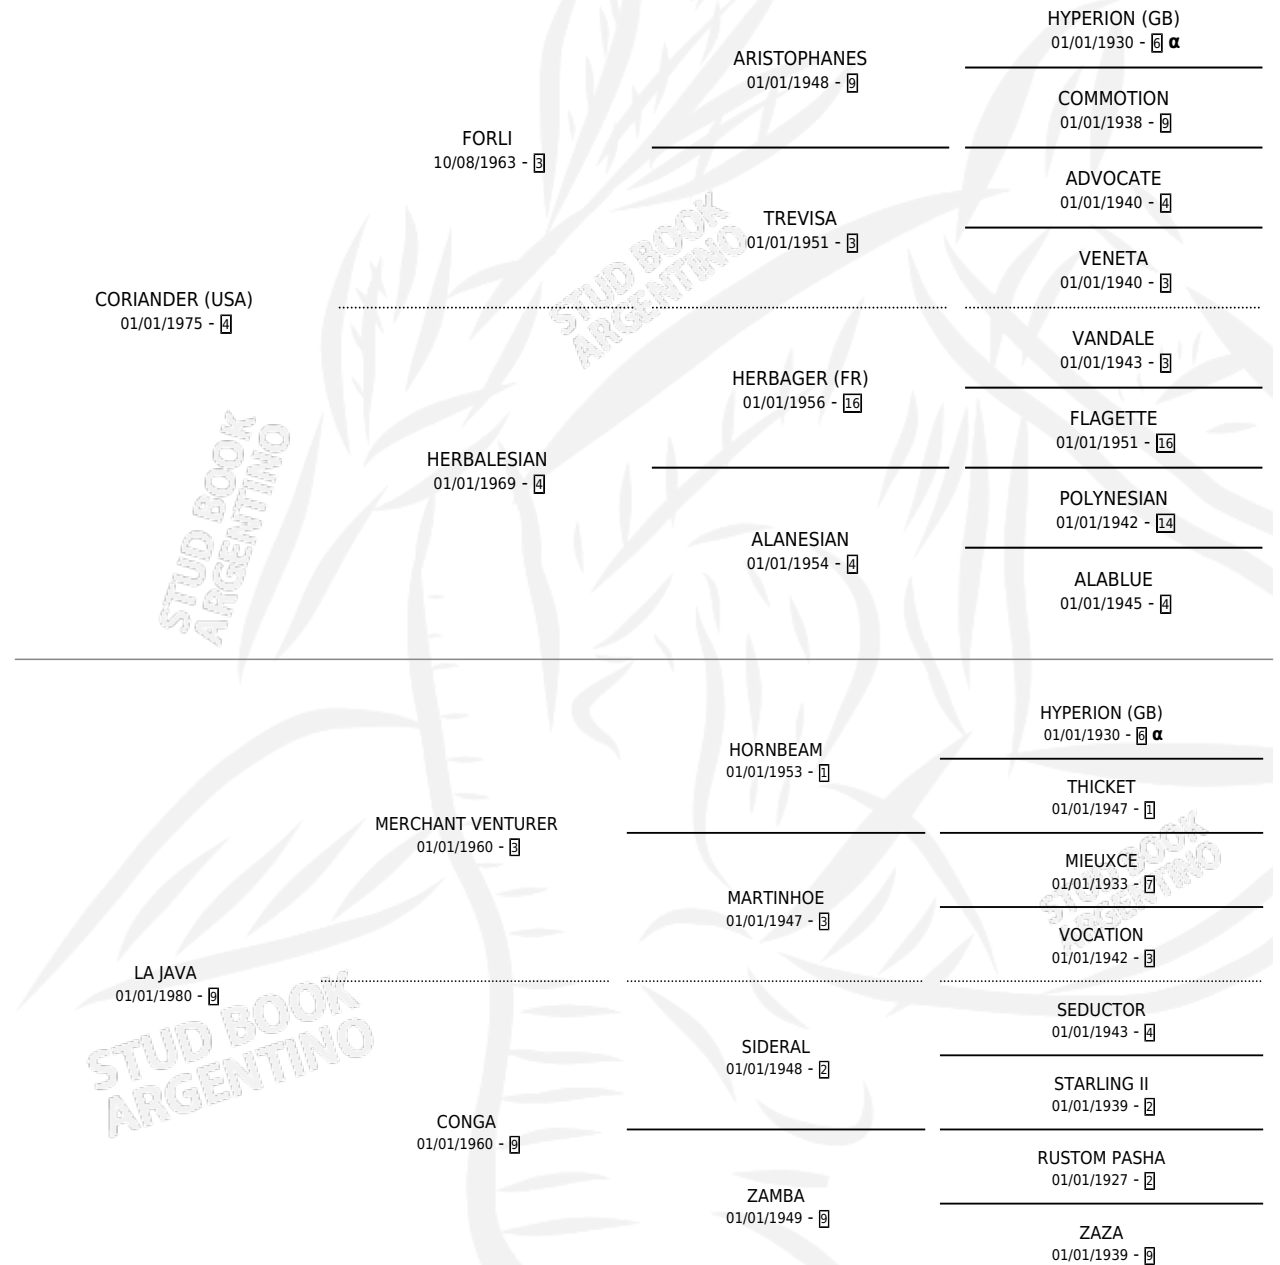 HYPERION (GB)
01/01/1930 - 6 α
ARISTOPHANES
01/01/1948 - 9
COMMOTION
01/01/1938 - 9
FORLI
10/08/1963 - 3
ADVOCATE
01/01/1940 - 4
TREVISA
01/01/1951 - 3
VENETA
01/01/1940 - 3
STUD BOOK
ARGENTINO
CORIANDER (USA)
01/01/1975 - 4
VANDALE
01/01/1943 - 3
HERBAGER (FR)
01/01/1956 - 16
FLAGETTE
01/01/1951 - 16
HERBALESIAN
01/01/1969 - 4
POLYNESIAN
01/01/1942 - 14
ALANESIAN
01/01/1954 - 4
ALABLUE
01/01/1945 - 4
STUD BOOK
ARGENTINO
HYPERION (GB)
01/01/1930 - 6 α
HORNBEAM
01/01/1953 - 1
THICKET
01/01/1947 - 1
MERCHANT VENTURER
01/01/1960 - 3
MIEUXCE
01/01/1933 - 7
MARTINHOE
01/01/1947 - 3
VOCATION
01/01/1942 - 3
STUD BOOK
ARGENTINO
LA JAVA
01/01/1980 - 9
SEDUCTOR
01/01/1943 - 4
SIDERAL
01/01/1948 - 2
STARLING II
01/01/1939 - 2
STUD BOOK
ARGENTINO
CONGA
01/01/1960 - 9
RUSTOM PASHA
01/01/1927 - 2
ZAMBA
01/01/1949 - 9
ZAZA
01/01/1939 - 9